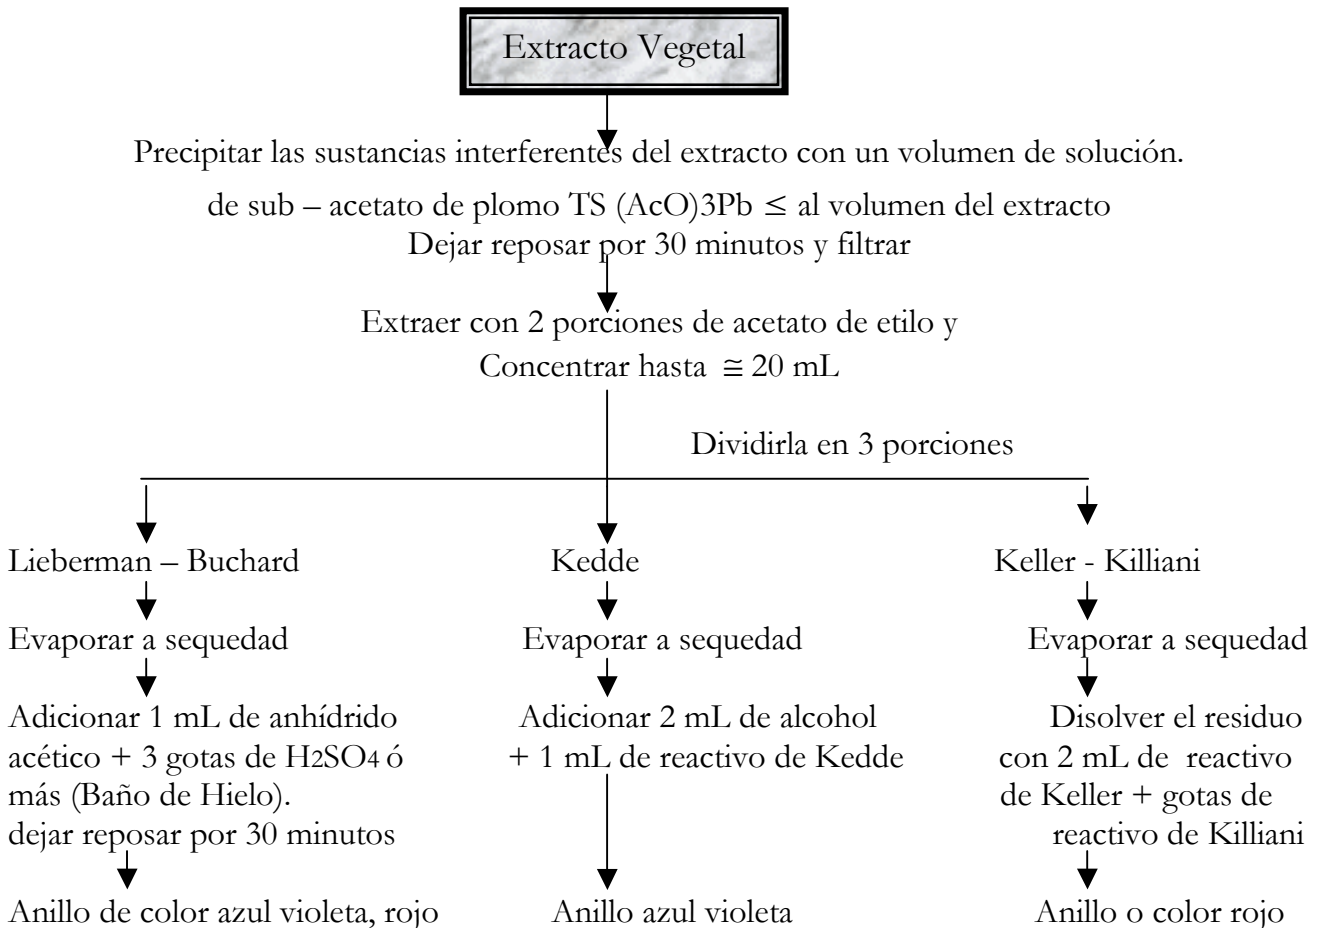 Extracto Vegetal
Precipitar las sustancias interferentes del extracto con un volumen de solución.
de sub – acetato de plomo TS (AcO)3Pb ≤ al volumen del extracto
Dejar reposar por 30 minutos y filtrar
Extraer con 2 porciones de acetato de etilo y
Concentrar hasta ≅ 20 mL
Dividirla en 3 porciones
Lieberman – Buchard
Evaporar a sequedad
Adicionar 1 mL de anhídrido
acético + 3 gotas de H2SO4 ó
más (Baño de Hielo).
dejar reposar por 30 minutos
Anillo de color azul violeta, rojo
Kedde
Evaporar a sequedad
Adicionar 2 mL de alcohol
+ 1 mL de reactivo de Kedde
Anillo azul violeta
Keller - Killiani
Evaporar a sequedad
Disolver el residuo
con 2 mL de reactivo
de Keller + gotas de
reactivo de Killiani
Anillo o color rojo